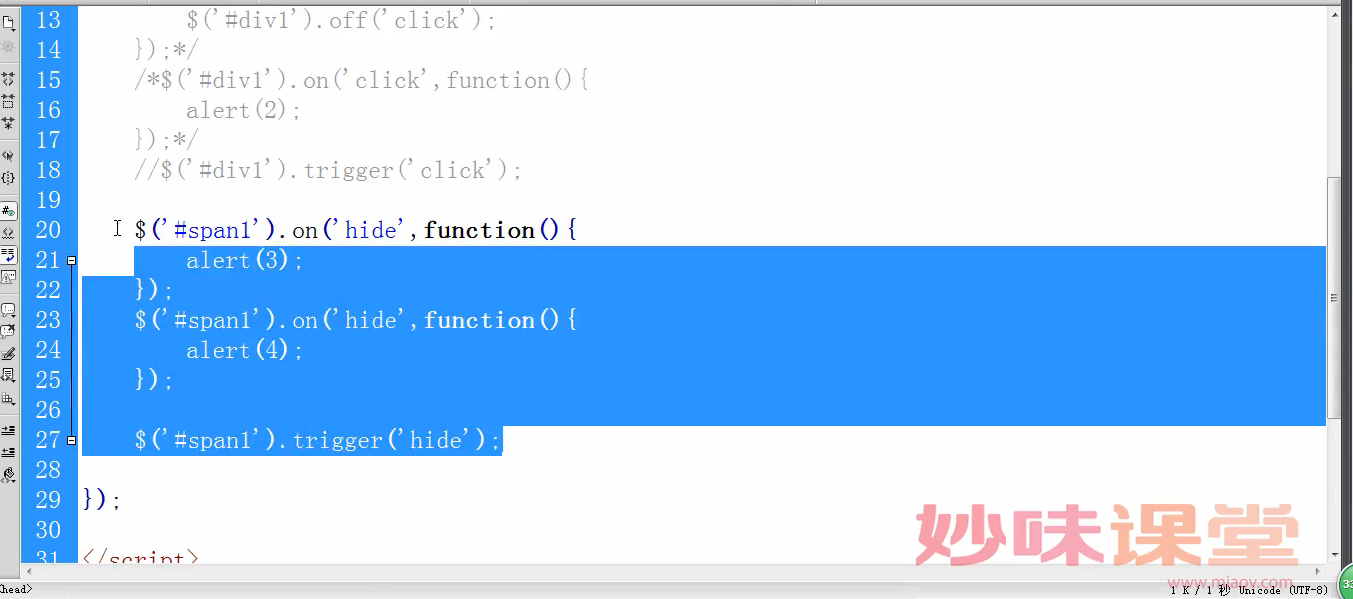 13 $('#div1').off('click');
14 });*/
15 /*$('#div1').on('click',function(){
16 alert(2);
17 });*/
18 //$('#div1').trigger('click');
19
20 $('#span1').on('hide',function(){
21 alert(3);
22 });
23 $('#span1').on('hide',function(){
24 alert(4);
25 });
26
27 $('#span1').trigger('hide');
28
29 });
30
31 </script>
妙味课堂
www.miaov.com
head>
1 K / 1 秒 Unicode (UTF-8)
33